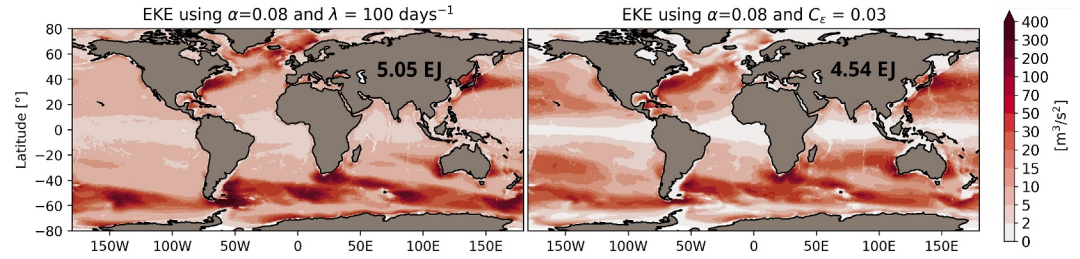 EKE using α=0.08 and λ = 100 days⁻¹
EKE using α=0.08 and Cε = 0.03
Latitude [°]
80
60
40
20
0
−20
−40
−60
−80
5.05 EJ
4.54 EJ
150W 100W 50W 0 50E 100E 150E
150W 100W 50W 0 50E 100E 150E
400
300
200
100
70
50
30
20
15
10
5
2
0
[m³/s²]